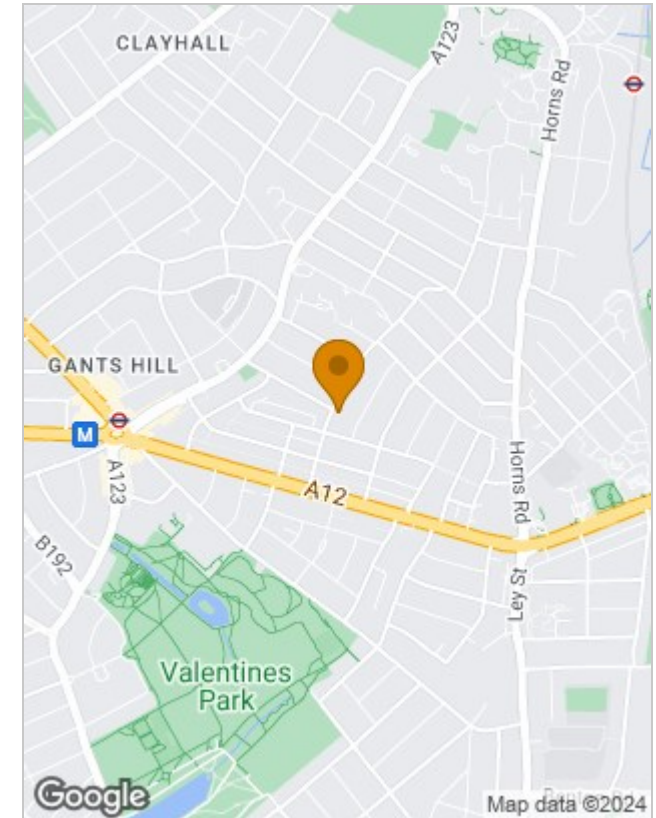 CLAYHALL
A123
Horns Rd
GANTS HILL
M
A123
A12
Horns Rd
B192
Ley St
Valentines
Park
Google
Map data ©2024